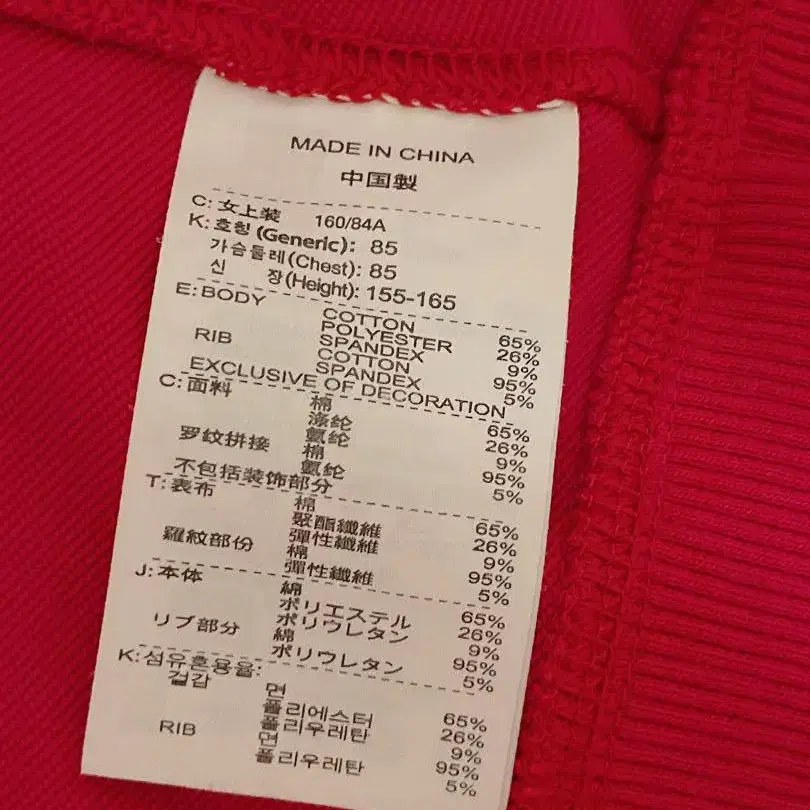 MADE IN CHINA
中国製
C: 女上装 160/84A
K: 호칭 (Generic): 85
가슴둘레(Chest): 85
신 장(Height): 155-165
E: BODY COTTON 65%
POLYESTER 26%
SPANDEX 9%
RIB COTTON 95%
SPANDEX 5%
EXCLUSIVE OF DECORATION
C: 面料 棉 65%
涤纶 26%
氨纶 9%
罗纹拼接 棉 95%
氨纶 5%
不包括装饰部分
T: 表布 棉 65%
聚酯纖維 26%
彈性纖維 9%
羅紋部份 棉 95%
彈性纖維 5%
J: 本体 綿 65%
ポリエステル 26%
ポリウレタン 9%
リブ部分 綿 95%
ポリウレタン 5%
K: 섬유혼용율:
겉감 면 65%
폴리에스터 26%
폴리우레탄 9%
RIB 면 95%
폴리우레탄 5%